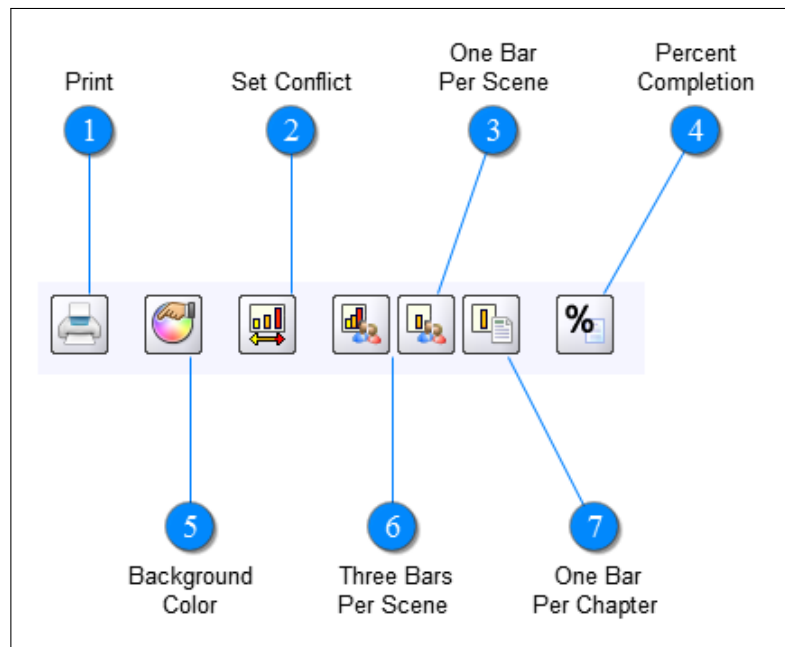 Print
Set Conflict
One Bar
Per Scene
Percent
Completion
1
2
3
4
%
5
6
7
Background
Color
Three Bars
Per Scene
One Bar
Per Chapter